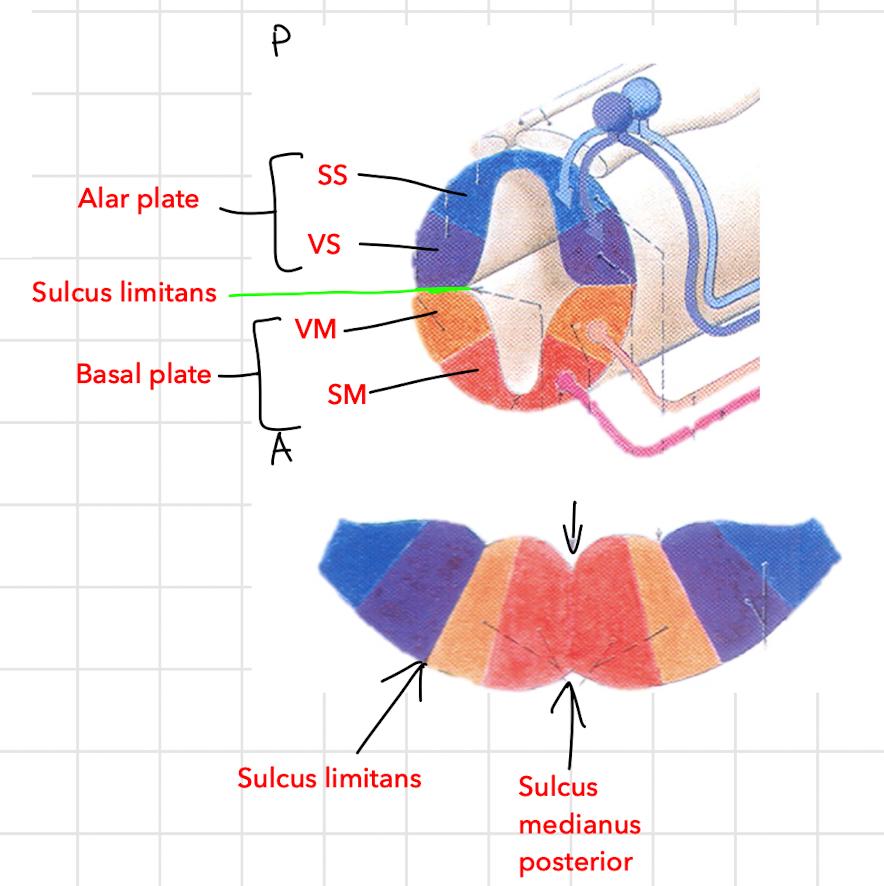 P
SS
Alar plate
VS
Sulcus limitans
VM
Basal plate
SM
A
Sulcus limitans
Sulcus
medianus
posterior